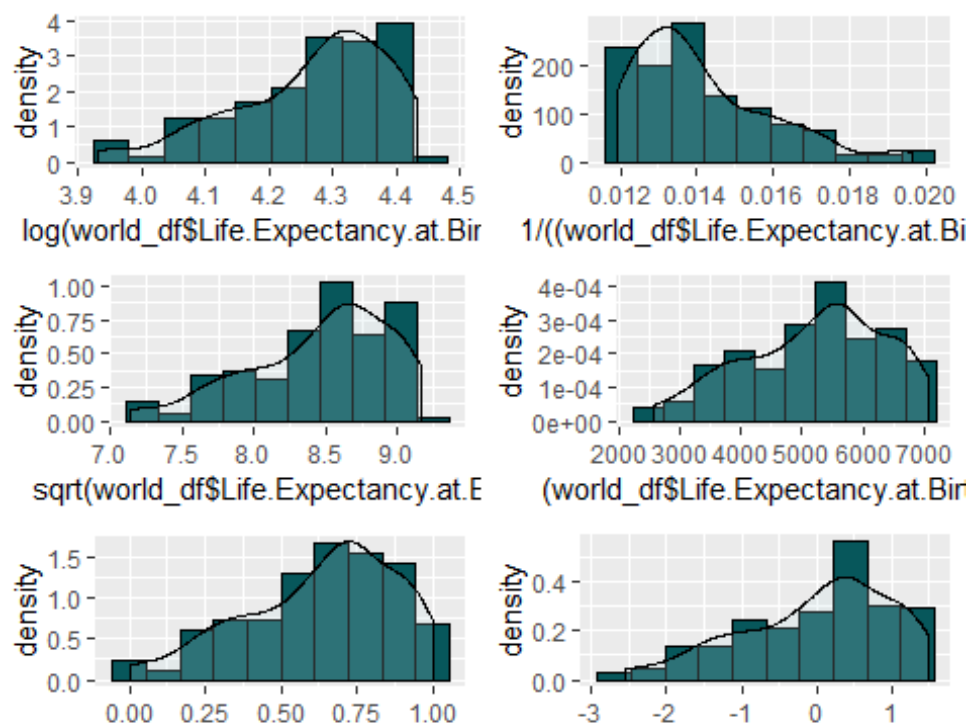 density
4
3
2
1
0
3.9 4.0 4.1 4.2 4.3 4.4 4.5
log(world_df$Life.Expectancy.at.Bir
density
200
100
0
0.012 0.014 0.016 0.018 0.020
1/((world_df$Life.Expectancy.at.Bi
density
1.00
0.75
0.50
0.25
0.00
7.0 7.5 8.0 8.5 9.0
sqrt(world_df$Life.Expectancy.at.E
density
4e-04
3e-04
2e-04
1e-04
0e+00
2000 3000 4000 5000 6000 7000
(world_df$Life.Expectancy.at.Birt
density
1.5
1.0
0.5
0.0
0.00 0.25 0.50 0.75 1.00
density
0.4
0.2
0.0
-3 -2 -1 0 1